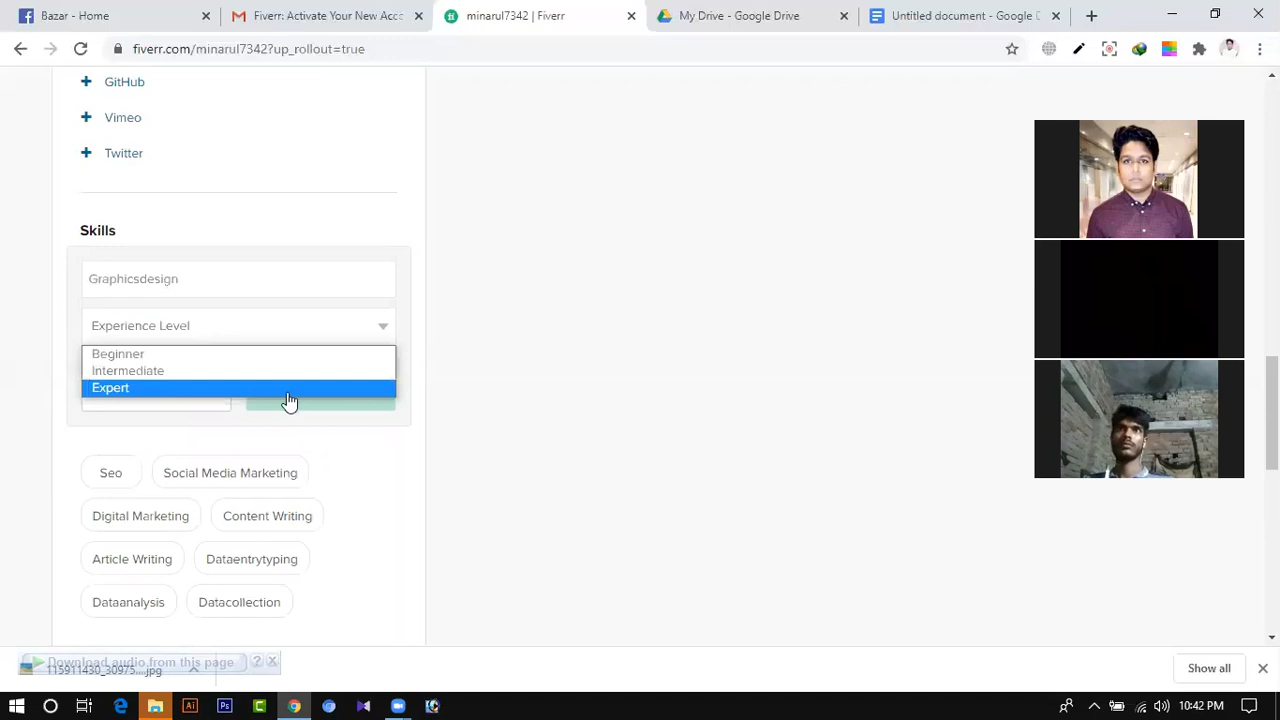 Bazar - Home
Fiverr: Activate Your New Acc
minarul7342 | Fiverr
My Drive - Google Drive
Untitled document - Google D
fiverr.com/minarul7342?up_rollout=true
GitHub
Vimeo
Twitter
Skills
Graphicsdesign
Experience Level
Beginner
Intermediate
Expert
Seo
Social Media Marketing
Digital Marketing
Content Writing
Article Writing
Dataentrytyping
Dataanalysis
Datacollection
Download audio from this page
115911430_30975....jpg
Show all
10:42 PM